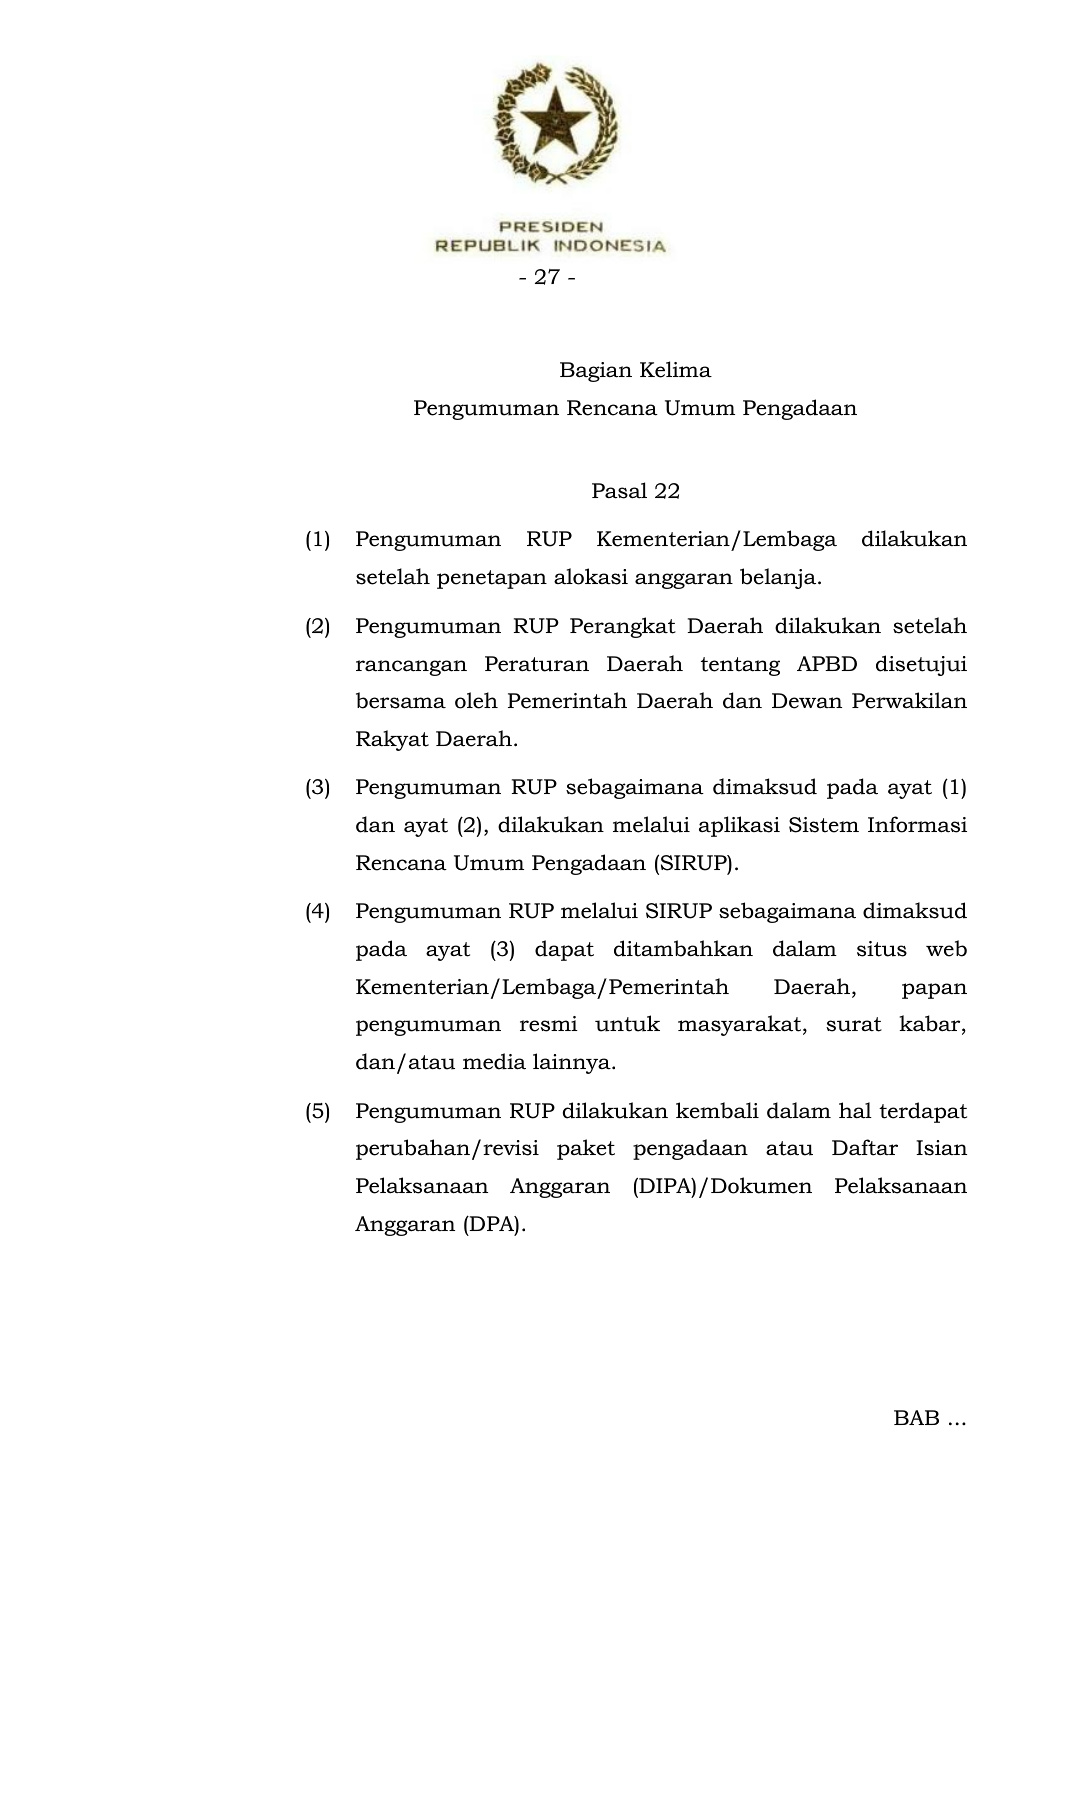 PRESIDEN
REPUBLIK INDONESIA
- 27 -
Bagian Kelima
Pengumuman Rencana Umum Pengadaan
Pasal 22
(1) Pengumuman RUP Kementerian/Lembaga dilakukan
setelah penetapan alokasi anggaran belanja.
(2) Pengumuman RUP Perangkat Daerah dilakukan setelah
rancangan Peraturan Daerah tentang APBD disetujui
bersama oleh Pemerintah Daerah dan Dewan Perwakilan
Rakyat Daerah.
(3) Pengumuman RUP sebagaimana dimaksud pada ayat (1)
dan ayat (2), dilakukan melalui aplikasi Sistem Informasi
Rencana Umum Pengadaan (SIRUP).
(4) Pengumuman RUP melalui SIRUP sebagaimana dimaksud
pada ayat (3) dapat ditambahkan dalam situs web
Kementerian/Lembaga/Pemerintah Daerah, papan
pengumuman resmi untuk masyarakat, surat kabar,
dan/atau media lainnya.
(5) Pengumuman RUP dilakukan kembali dalam hal terdapat
perubahan/revisi paket pengadaan atau Daftar Isian
Pelaksanaan Anggaran (DIPA)/Dokumen Pelaksanaan
Anggaran (DPA).
BAB ...